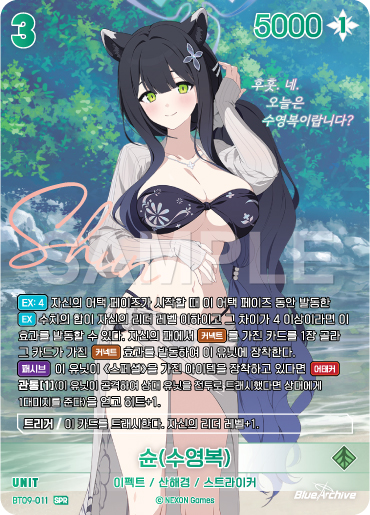 3
5000 1
후훗. 네.
오늘은
수영복이랍니다?
SAMPLE
EX: 4 자신의 어택 페이즈가 시작할 때 이 어택 페이즈 동안 발동한
EX 수치의 합이 자신의 리더 레벨 이하이고 그 차이가 4 이상이라면 이
효과를 발동할 수 있다. 자신의 패에서 커넥트를 가진 카드를 1장 골라
그 카드가 가진 커넥트 효과를 발동하여 이 유닛에 장착한다.
패시브 이 유닛이 <스페셜>을 가진 아이템을 장착하고 있다면 어태커
관통[1](이 유닛이 공격하여 상대 유닛을 전투로 트래시했다면 상대에게
1대미지를 준다)을 얻고 히트+1.
트리거 / 이 카드를 드래시한다. 자신의 리더 레벨+1.
슌(수영복)
UNIT
이펙트 / 산해경 / 스트라이커
BT09-011 SPR
© NEXON Games
BlueArchive